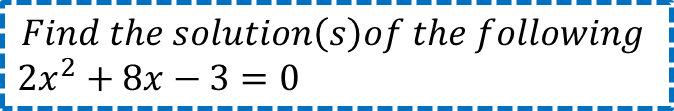 Find the solution(s)of the following
2x² + 8x − 3 = 0